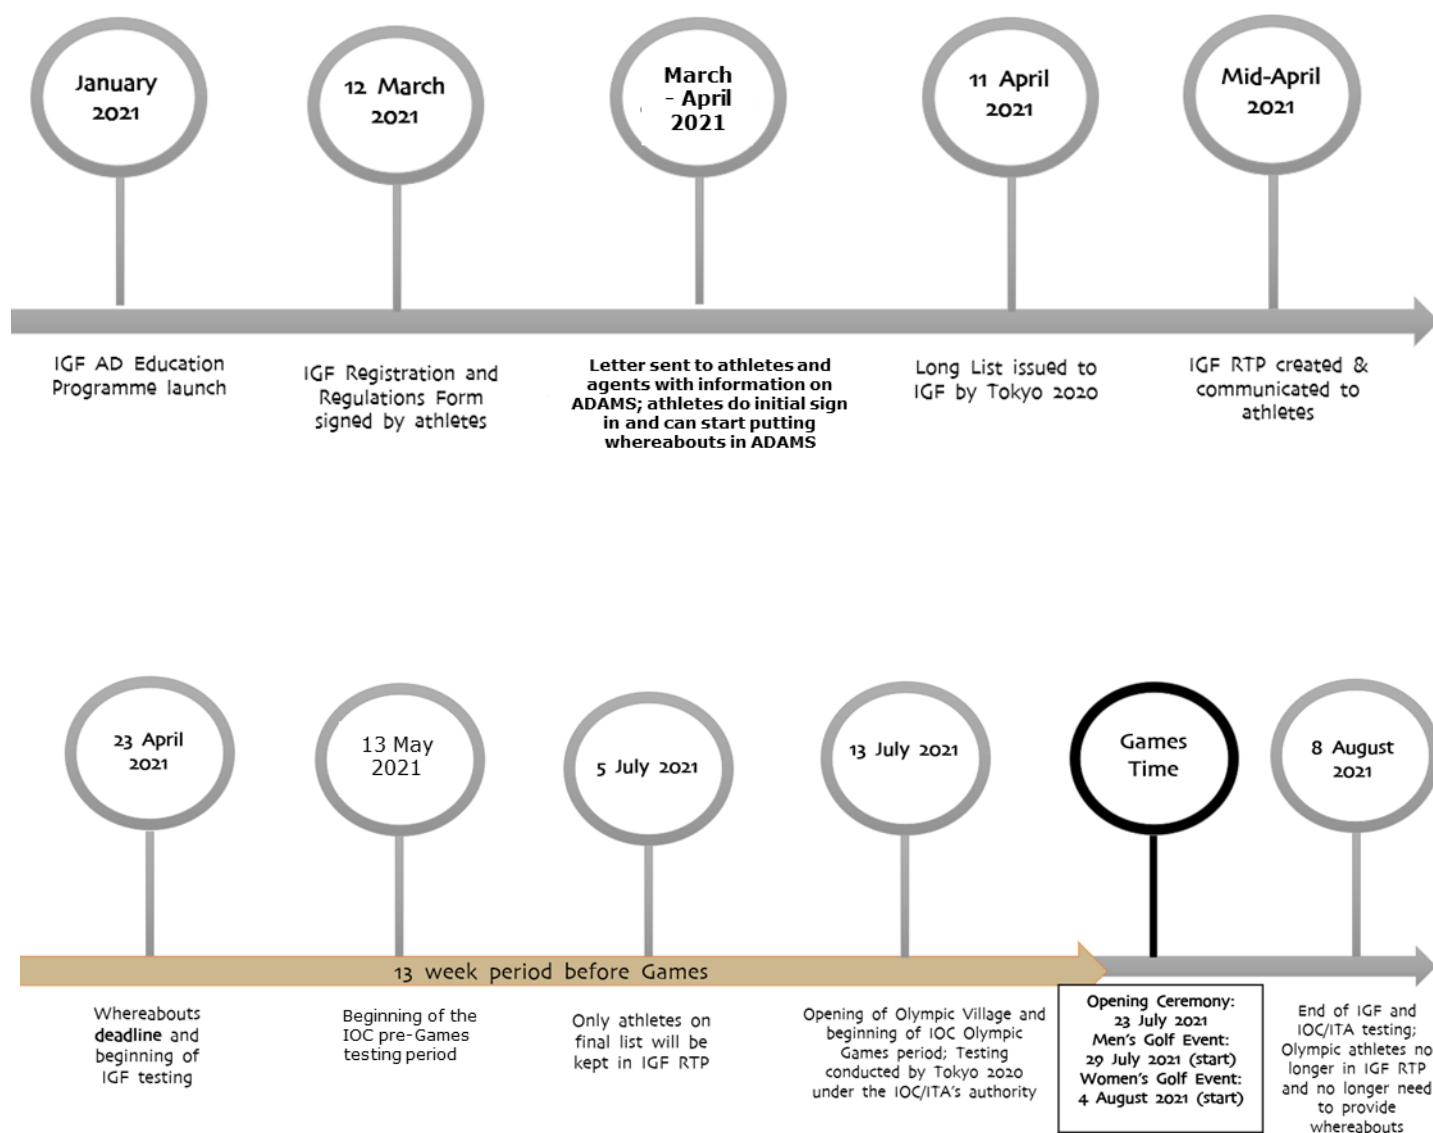 January
2021
12 March
2021
March
- April
2021
11 April
2021
Mid-April
2021
IGF AD Education
Programme launch
IGF Registration and
Regulations Form
signed by athletes
Letter sent to athletes and
agents with information on
ADAMS; athletes do initial sign
in and can start putting
whereabouts in ADAMS
Long List issued to
IGF by Tokyo 2020
IGF RTP created &
communicated to
athletes
23 April
2021
13 May
2021
5 July 2021
13 July 2021
Games
Time
8 August
2021
13 week period before Games
Whereabouts
deadline and
beginning of
IGF testing
Beginning of the
IOC pre-Games
testing period
Only athletes on
final list will be
kept in IGF RTP
Opening of Olympic Village and
beginning of IOC Olympic
Games period; Testing
conducted by Tokyo 2020
under the IOC/ITA's authority
Opening Ceremony:
23 July 2021
Men's Golf Event:
29 July 2021 (start)
Women's Golf Event:
4 August 2021 (start)
End of IGF and
IOC/ITA testing;
Olympic athletes no
longer in IGF RTP
and no longer need
to provide
whereabouts